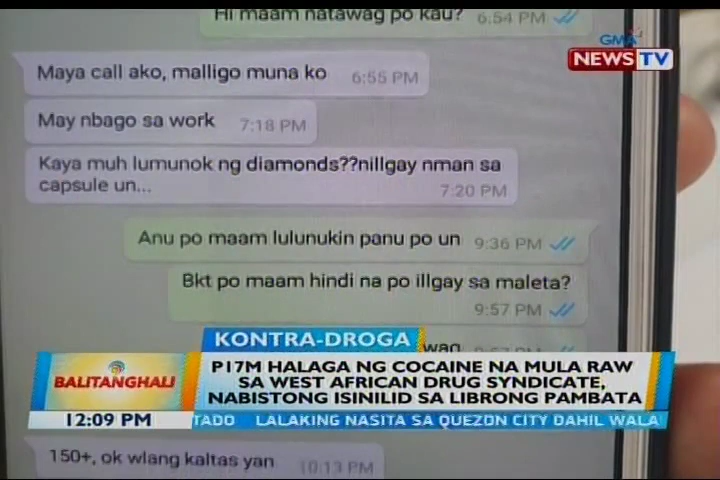 Hi maam natawag po kau? 6:54 PM
GMA
NEWS TV
Maya call ako, malligo muna ko 6:55 PM
May nbago sa work 7:18 PM
Kaya muh lumunok ng diamonds??nillgay nman sa
capsule un... 7:20 PM
Anu po maam lulunukin panu po un 9:36 PM
Bkt po maam hindi na po illgay sa maleta?
9:57 PM
KONTRA-DROGA
BALITANGHALI
P17M HALAGA NG COCAINE NA MULA RAW
SA WEST AFRICAN DRUG SYNDICATE,
NABISTONG ISINILID SA LIBRONG PAMBATA
12:09 PM
TADO LALAKING NASITA SA QUEZON CITY DAHIL WALA
150+, ok wlang kaltas yan 10:13 PM